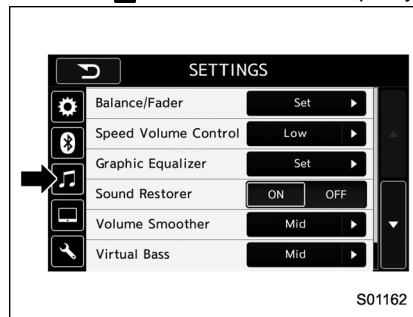 SETTINGS
Balance/Fader Set
Speed Volume Control Low
Graphic Equalizer Set
Sound Restorer ON OFF
Volume Smoother Mid
Virtual Bass Mid
S01162